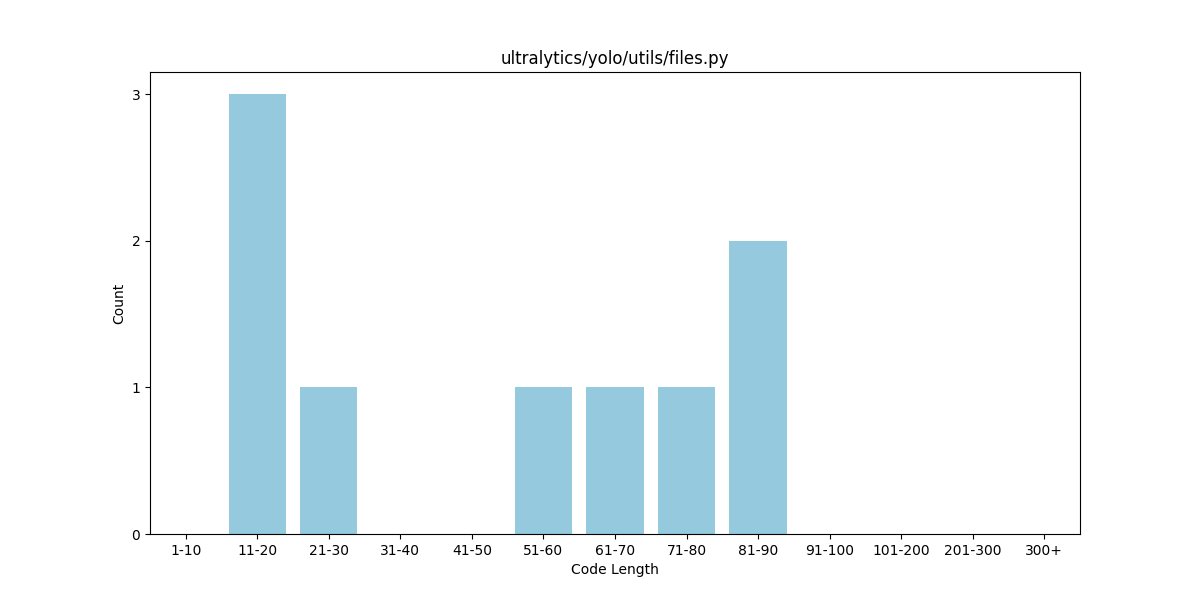 ultralytics/yolo/utils/files.py
3
2
1
0
Count
1-10 11-20 21-30 31-40 41-50 51-60 61-70 71-80 81-90 91-100 101-200 201-300 300+
Code Length